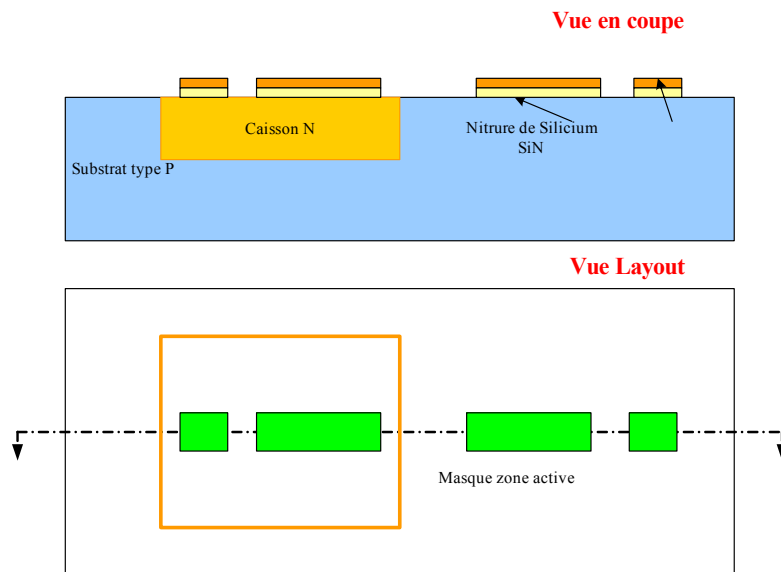 Vue en coupe
Caisson N
Nitrure de Silicium
SiN
Substrat type P
Vue Layout
Masque zone active